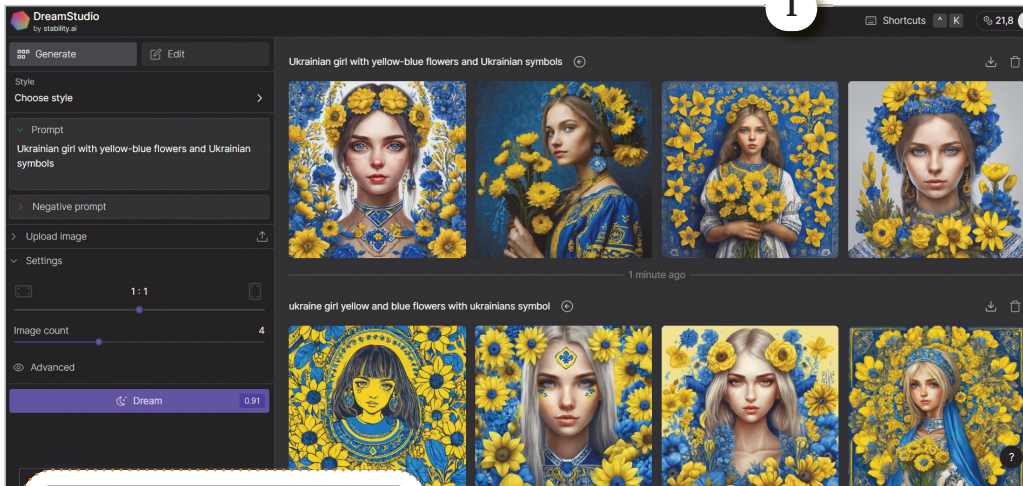 DreamStudio
by stability.ai
1
Shortcuts ^ K
21,8
Generate
Edit
Style
Choose style
Prompt
Ukrainian girl with yellow-blue flowers and Ukrainian
symbols
Negative prompt
Upload image
Settings
1:1
Image count 4
Advanced
Dream 0.91
Ukrainian girl with yellow-blue flowers and Ukrainian symbols
1 minute ago
ukraine girl yellow and blue flowers with ukrainians symbol
?